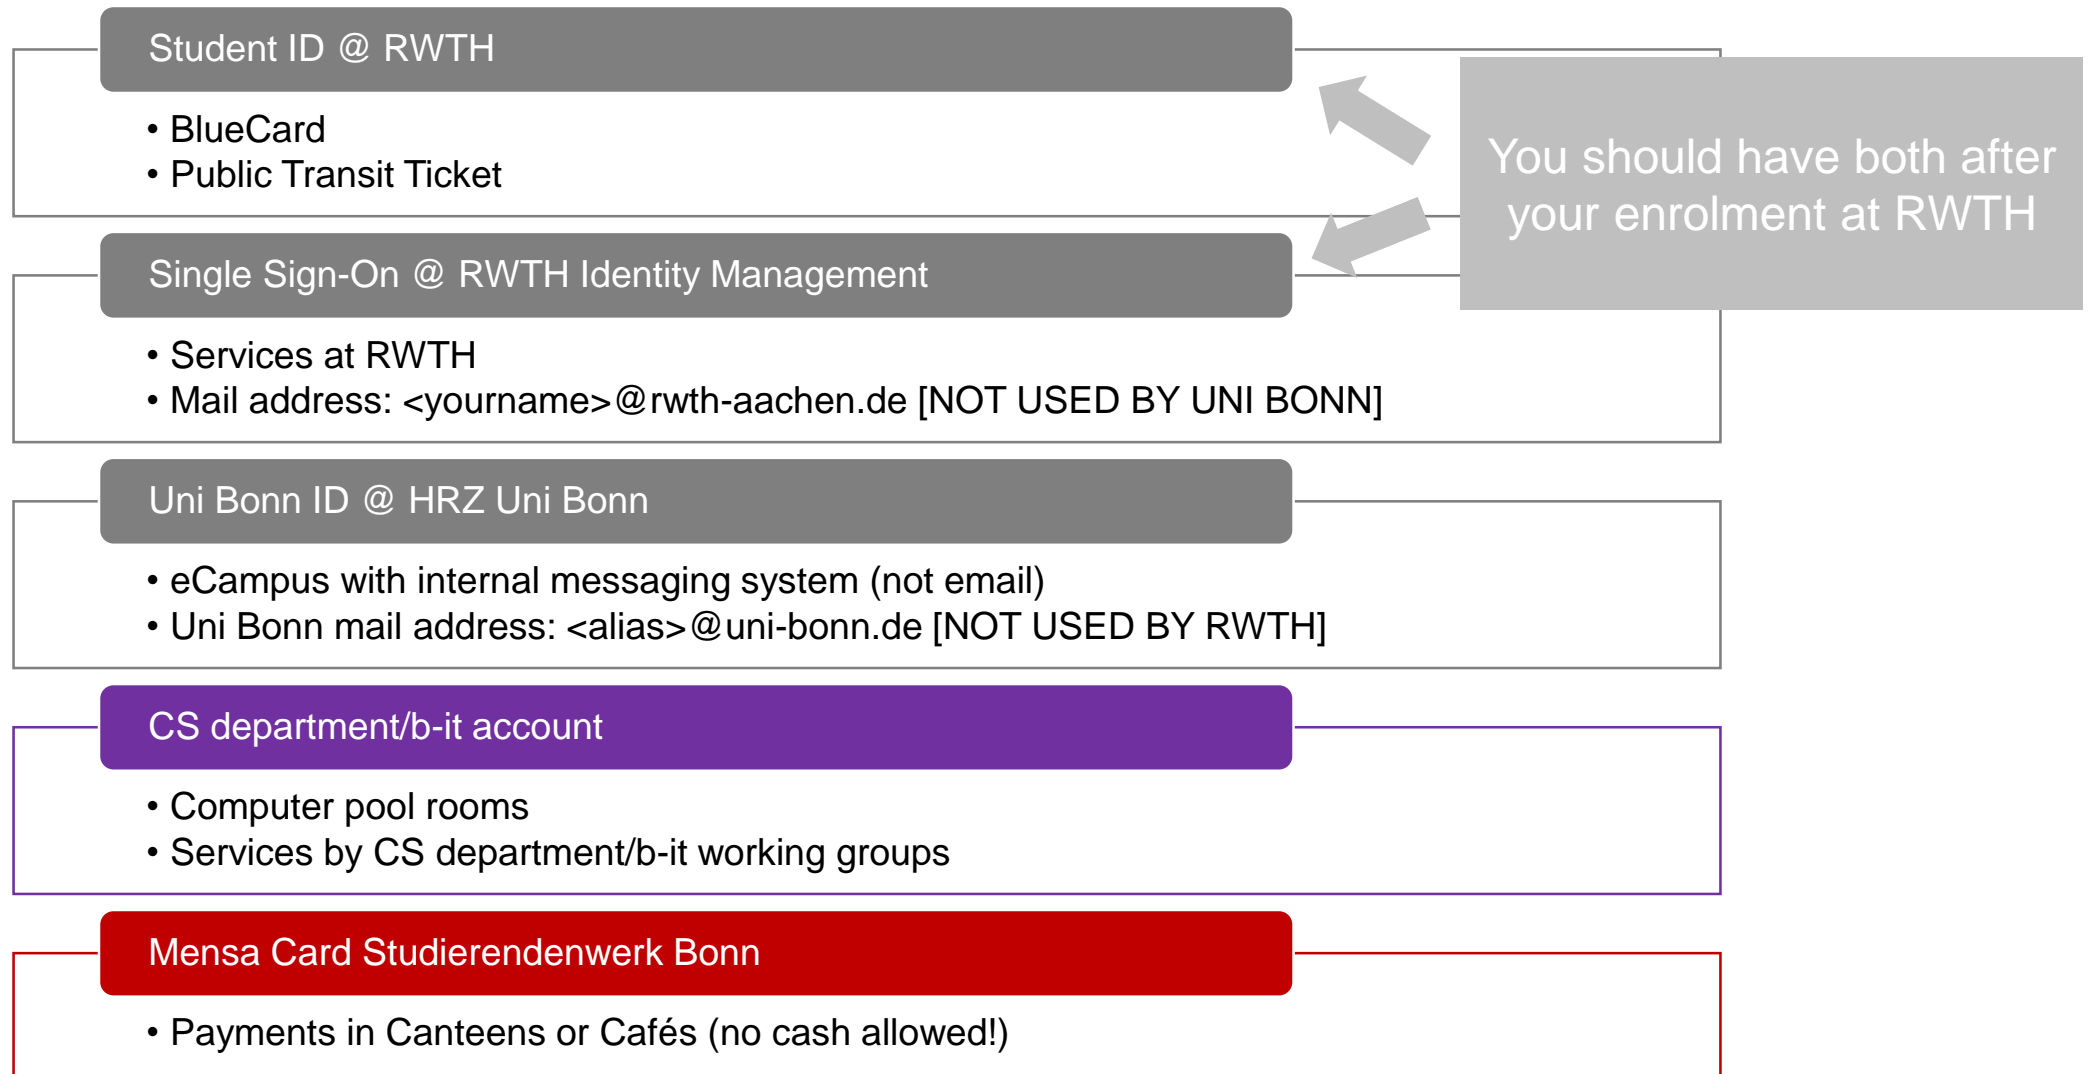 Student ID @ RWTH
• BlueCard
• Public Transit Ticket
You should have both after
your enrolment at RWTH
Single Sign-On @ RWTH Identity Management
• Services at RWTH
• Mail address: <yourname>@rwth-aachen.de [NOT USED BY UNI BONN]
Uni Bonn ID @ HRZ Uni Bonn
• eCampus with internal messaging system (not email)
• Uni Bonn mail address: <alias>@uni-bonn.de [NOT USED BY RWTH]
CS department/b-it account
• Computer pool rooms
• Services by CS department/b-it working groups
Mensa Card Studierendenwerk Bonn
• Payments in Canteens or Cafés (no cash allowed!)